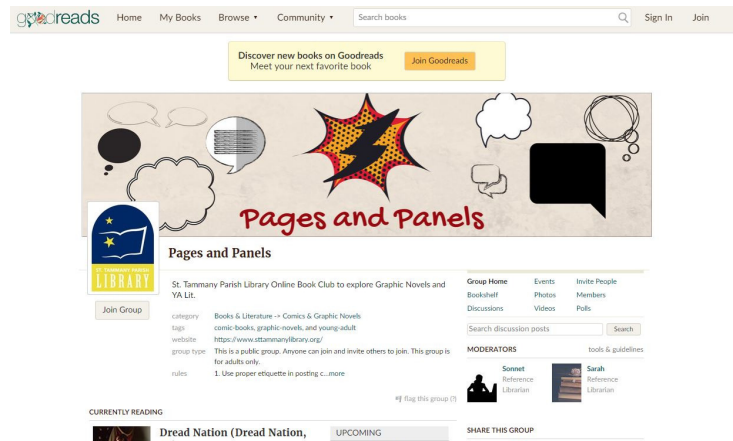 goodreads
Home
My Books
Browse ▾
Community ▾
Search books
Sign In
Join
Discover new books on Goodreads
Meet your next favorite book
Join Goodreads
Pages and Panels
ST. TAMMANY PARISH
LIBRARY
Pages and Panels
Join Group
St. Tammany Parish Library Online Book Club to explore Graphic Novels and
YA Lit.
category Books & Literature -> Comics & Graphic Novels
tags comic-books, graphic-novels, and young-adult
website https://www.sttammanylibrary.org/
group type This is a public group. Anyone can join and invite others to join. This group is
for adults only.
rules 1. Use proper etiquette in posting c...more
flag this group (?)
Group Home Events Invite People
Bookshelf Photos Members
Discussions Videos Polls
Search discussion posts
Search
MODERATORS
tools & guidelines
Sonnet
Reference
Librarian
Sarah
Reference
Librarian
CURRENTLY READING
Dread Nation (Dread Nation,
UPCOMING
SHARE THIS GROUP